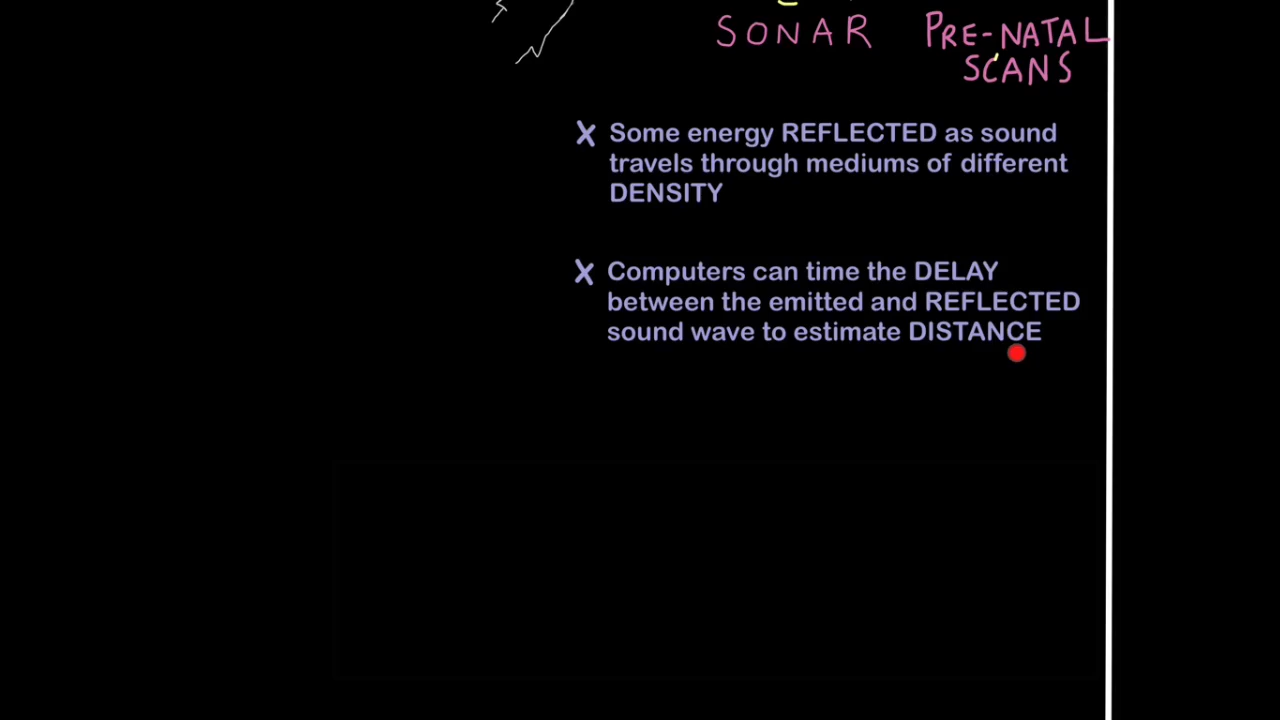 SONAR PRE-NATAL
SCANS
X Some energy REFLECTED as sound
travels through mediums of different
DENSITY
X Computers can time the DELAY
between the emitted and REFLECTED
sound wave to estimate DISTANCE